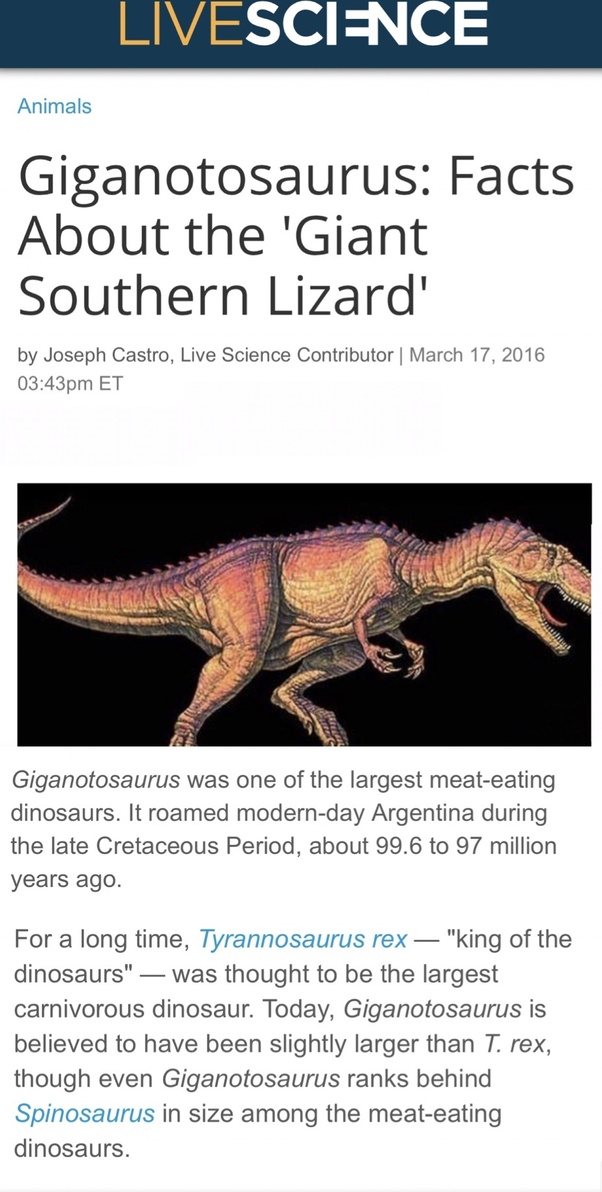 LIVESCIENCE
Animals
Giganotosaurus: Facts
About the 'Giant
Southern Lizard'
by Joseph Castro, Live Science Contributor | March 17, 2016
03:43pm ET
Giganotosaurus was one of the largest meat-eating
dinosaurs. It roamed modern-day Argentina during
the late Cretaceous Period, about 99.6 to 97 million
years ago.
For a long time, Tyrannosaurus rex — "king of the
dinosaurs" — was thought to be the largest
carnivorous dinosaur. Today, Giganotosaurus is
believed to have been slightly larger than T. rex,
though even Giganotosaurus ranks behind
Spinosaurus in size among the meat-eating
dinosaurs.